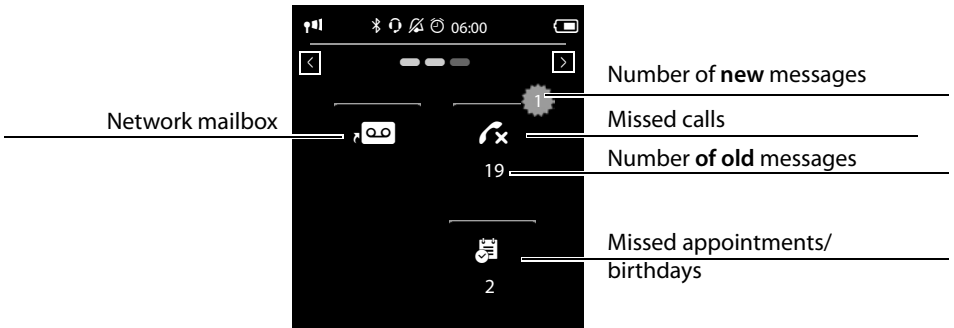 06:00
Number of new messages
1
Network mailbox
Missed calls
19
Number of old messages
Missed appointments/
birthdays
2